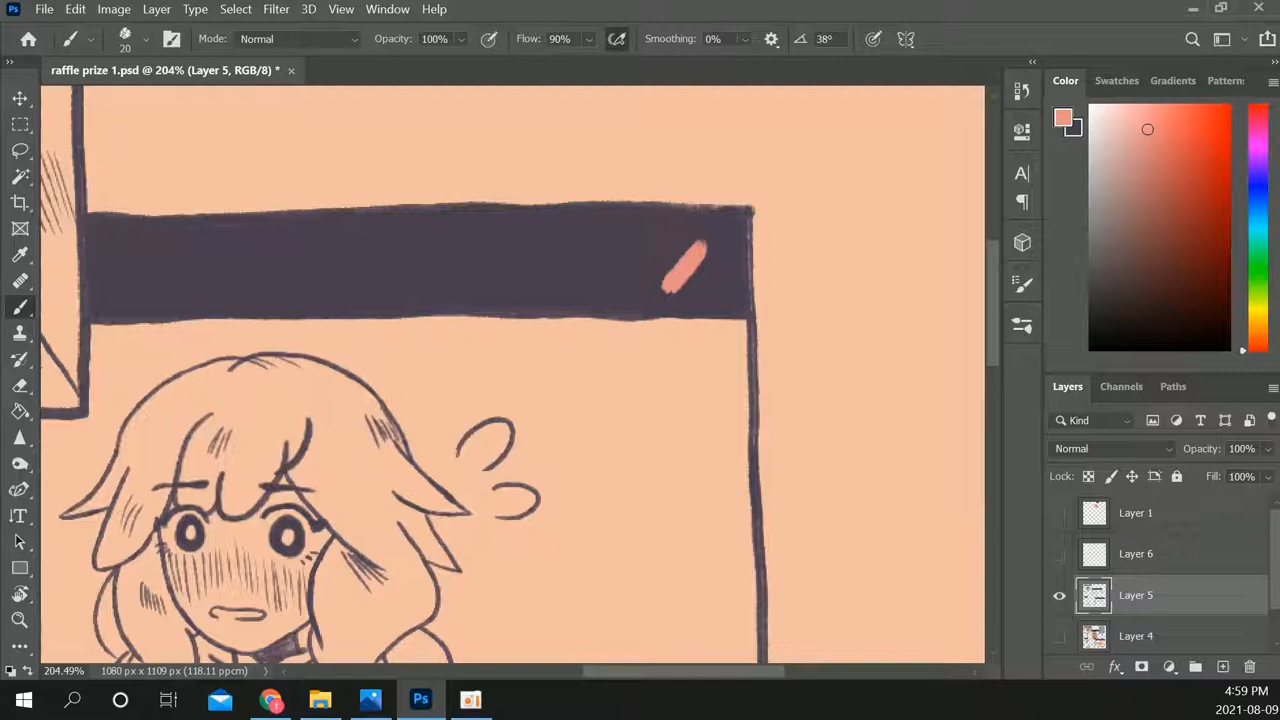 Ps File Edit Image Layer Type Select Filter 3D View Window Help
20 Mode: Normal Opacity: 100% Flow: 90% Smoothing: 0% 38°
raffle prize 1.psd @ 204% (Layer 5, RGB/8) *
Color Swatches Gradients Pattern
Layers Channels Paths
Kind
Normal Opacity: 100%
Lock: Fill: 100%
Layer 1
Layer 6
Layer 5
Layer 4
204.49% 1080 px x 1109 px (118.11 ppcm)
Ps
4:59 PM
2021-08-09